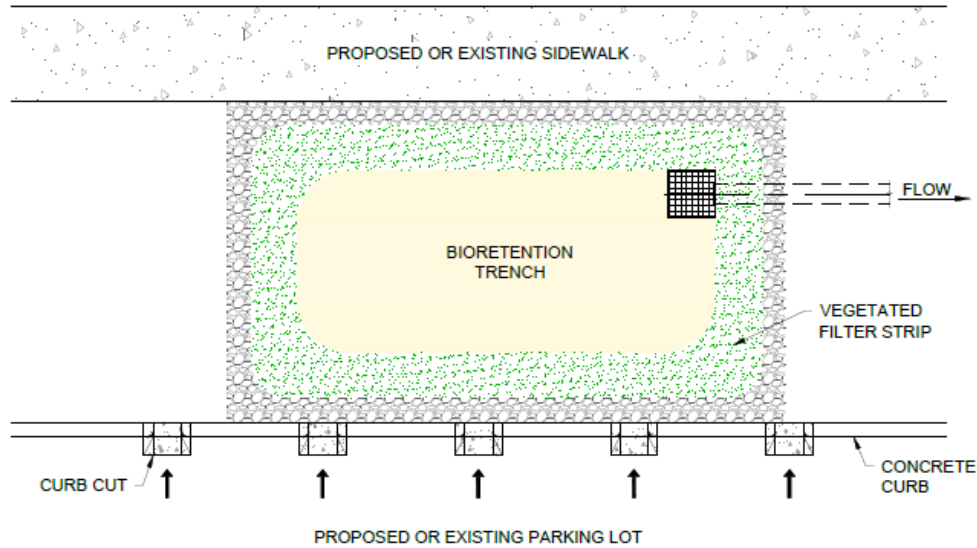 PROPOSED OR EXISTING SIDEWALK
FLOW
BIORETENTION
TRENCH
VEGETATED
FILTER STRIP
CURB CUT
CONCRETE
CURB
PROPOSED OR EXISTING PARKING LOT